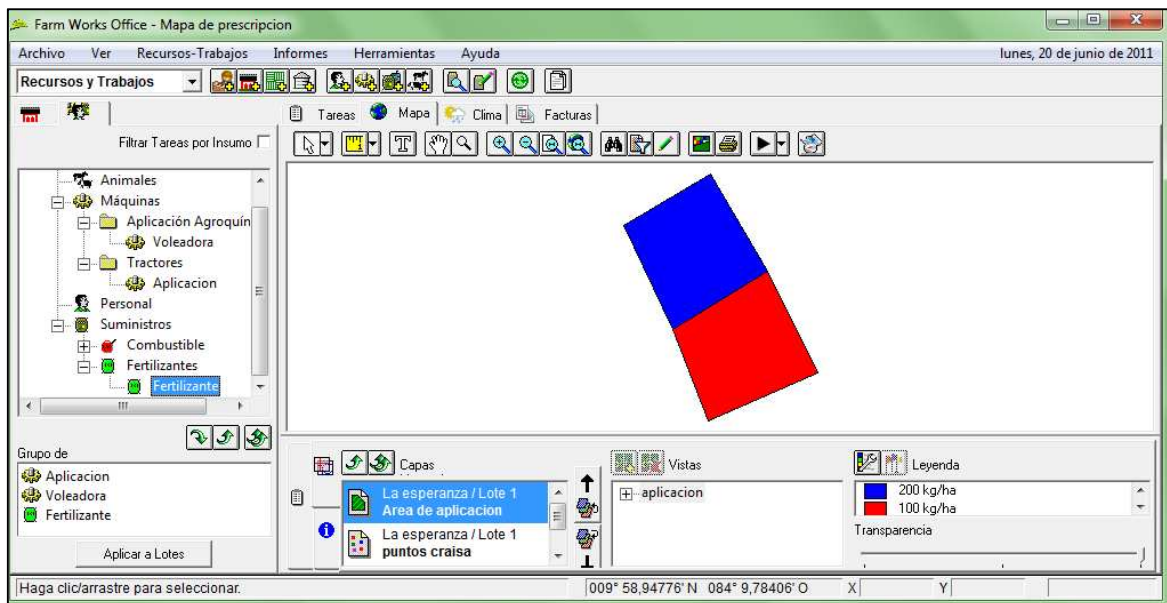 Farm Works Office - Mapa de prescripcion
Archivo Ver Recursos-Trabajos Informes Herramientas Ayuda lunes, 20 de junio de 2011
Recursos y Trabajos
Tareas Mapa Clima Facturas
Filtrar Tareas por Insumo
Animales
Máquinas
Aplicación Agroquín
Voleadora
Tractores
Aplicacion
Personal
Suministros
Combustible
Fertilizantes
Fertilizante
Grupo de
Aplicacion
Voleadora
Fertilizante
Aplicar a Lotes
Capas
La esperanza / Lote 1
Area de aplicacion
La esperanza / Lote 1
puntos craisa
Vistas
aplicacion
Leyenda
200 kg/ha
100 kg/ha
Transparencia
Haga clic/arrastre para seleccionar. 009° 58,94776' N 084° 9,78406' O X Y